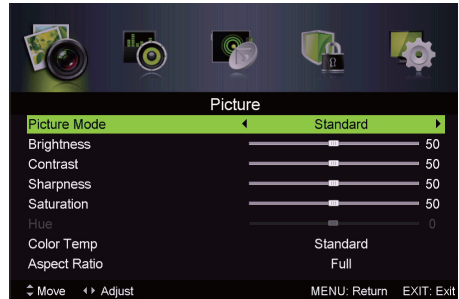 Picture
Picture Mode Standard
Brightness 50
Contrast 50
Sharpness 50
Saturation 50
Hue 0
Color Temp Standard
Aspect Ratio Full
Move Adjust MENU: Return EXIT: Exit